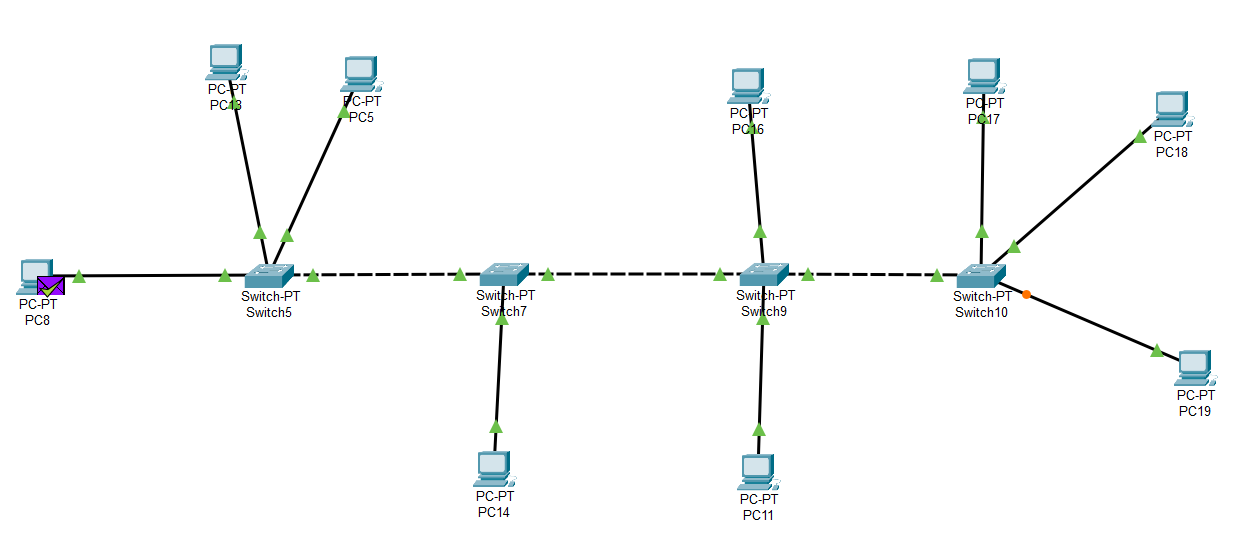 PC-PT
PC13
PC-PT
PC5
PC-PT
PC16
PC-PT
PC17
PC-PT
PC18
PC-PT
PC8
Switch-PT
Switch5
Switch-PT
Switch7
Switch-PT
Switch9
Switch-PT
Switch10
PC-PT
PC19
PC-PT
PC14
PC-PT
PC11